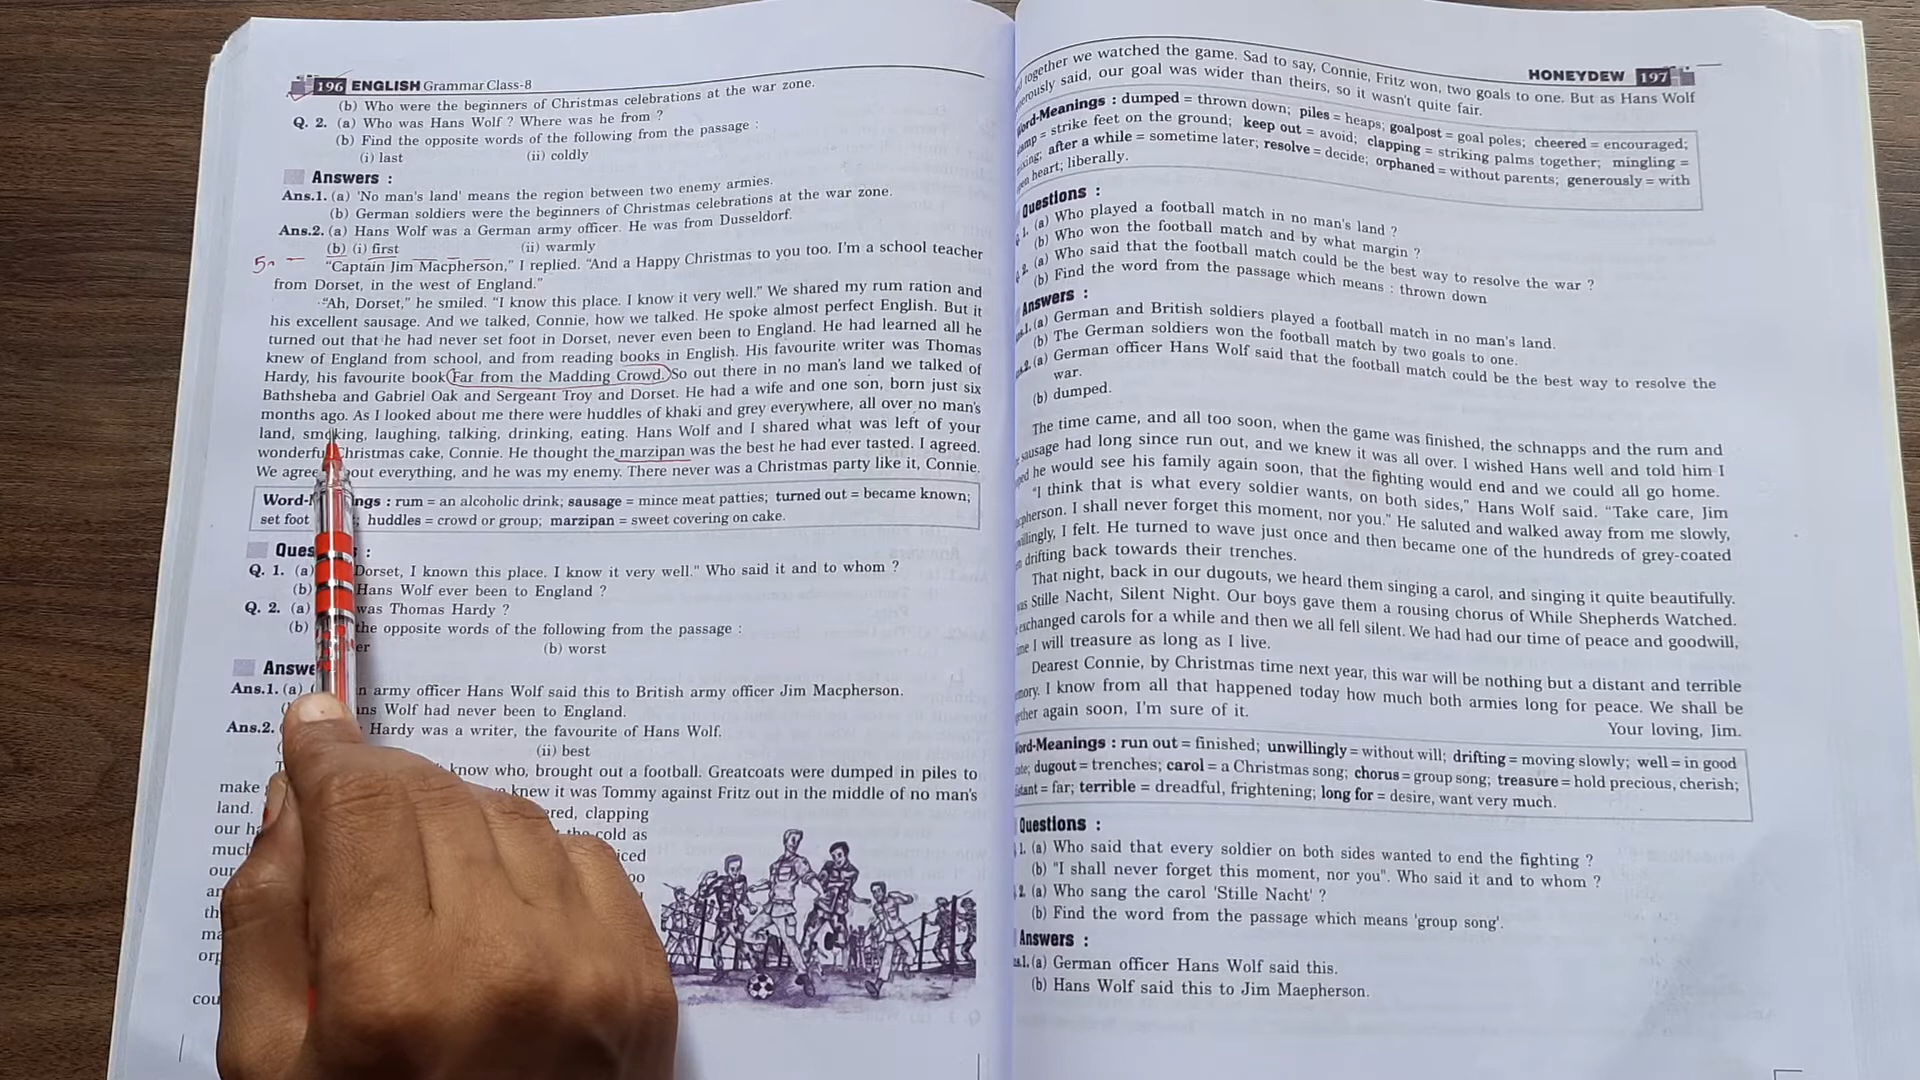 196 ENGLISH Grammar Class-8
(b) Who were the beginners of Christmas celebrations at the war zone.
Q. 2. (a) Who was Hans Wolf ? Where was he from ?
(b) Find the opposite words of the following from the passage :
(i) last (ii) coldly
Answers :
Ans.1. (a) 'No man's land' means the region between two enemy armies.
(b) German soldiers were the beginners of Christmas celebrations at the war zone.
Ans.2. (a) Hans Wolf was a German army officer. He was from Dusseldorf.
(b) (i) first (ii) warmly
“Captain Jim Macpherson,” I replied. “And a Happy Christmas to you too. I'm a school teacher
from Dorset, in the west of England.”
“Ah, Dorset,” he smiled. “I know this place. I know it very well.” We shared my rum ration and
his excellent sausage. And we talked, Connie, how we talked. He spoke almost perfect English. But it
turned out that he had never set foot in Dorset, never even been to England. He had learned all he
knew of England from school, and from reading books in English. His favourite writer was Thomas
Hardy, his favourite book Far from the Madding Crowd. So out there in no man's land we talked of
Bathsheba and Gabriel Oak and Sergeant Troy and Dorset. He had a wife and one son, born just six
months ago. As I looked about me there were huddles of khaki and grey everywhere, all over no man's
land, smoking, laughing, talking, drinking, eating. Hans Wolf and I shared what was left of your
wonderful Christmas cake, Connie. He thought the marzipan was the best he had ever tasted. I agreed.
We agreed about everything, and he was my enemy. There never was a Christmas party like it, Connie.
ngs : rum = an alcoholic drink; sausage = mince meat patties; turned out = became known;
set foot huddles = crowd or group; marzipan = sweet covering on cake.
Ques :
Q. 1. (a) Dorset, I known this place. I know it very well." Who said it and to whom ?
(b) Hans Wolf ever been to England ?
Q. 2. (a) was Thomas Hardy ?
(b) the opposite words of the following from the passage :
er (b) worst
Answe
Ans.1. (a) n army officer Hans Wolf said this to British army officer Jim Macpherson.
ns Wolf had never been to England.
Ans.2. Hardy was a writer, the favourite of Hans Wolf.
(ii) best
know who, brought out a football. Greatcoats were dumped in piles to
make knew it was Tommy against Fritz out in the middle of no man's
land. ered, clapping
our ha the cold as
much iced
our oo
an
th
ma
orp
cou
HONEYDEW 197
together we watched the game. Sad to say, Connie, Fritz won, two goals to one. But as Hans Wolf
erously said, our goal was wider than theirs, so it wasn't quite fair.
ord-Meanings : dumped = thrown down; piles = heaps; goalpost = goal poles; cheered = encouraged;
amp = strike feet on the ground; keep out = avoid; clapping = striking palms together; mingling =
xing; after a while = sometime later; resolve = decide; orphaned = without parents; generously = with
en heart; liberally.
Questions :
1. (a) Who played a football match in no man's land ?
(b) Who won the football match and by what margin ?
2. (a) Who said that the football match could be the best way to resolve the war ?
(b) Find the word from the passage which means : thrown down
Answers :
s.1. (a) German and British soldiers played a football match in no man's land.
(b) The German soldiers won the football match by two goals to one.
s.2. (a) German officer Hans Wolf said that the football match could be the best way to resolve the
war.
(b) dumped.
The time came, and all too soon, when the game was finished, the schnapps and the rum and
sausage had long since run out, and we knew it was all over. I wished Hans well and told him I
ped he would see his family again soon, that the fighting would end and we could all go home.
“I think that is what every soldier wants, on both sides,” Hans Wolf said. “Take care, Jim
cpherson. I shall never forget this moment, nor you.” He saluted and walked away from me slowly,
willingly, I felt. He turned to wave just once and then became one of the hundreds of grey-coated
drifting back towards their trenches.
That night, back in our dugouts, we heard them singing a carol, and singing it quite beautifully.
as Stille Nacht, Silent Night. Our boys gave them a rousing chorus of While Shepherds Watched.
exchanged carols for a while and then we all fell silent. We had had our time of peace and goodwill,
me I will treasure as long as I live.
Dearest Connie, by Christmas time next year, this war will be nothing but a distant and terrible
mory. I know from all that happened today how much both armies long for peace. We shall be
gether again soon, I'm sure of it.
Your loving, Jim.
ord-Meanings : run out = finished; unwillingly = without will; drifting = moving slowly; well = in good
dugout = trenches; carol = a Christmas song; chorus = group song; treasure = hold precious, cherish;
stant = far; terrible = dreadful, frightening; long for = desire, want very much.
Questions :
1. (a) Who said that every soldier on both sides wanted to end the fighting ?
(b) "I shall never forget this moment, nor you". Who said it and to whom ?
2. (a) Who sang the carol 'Stille Nacht' ?
(b) Find the word from the passage which means 'group song'.
Answers :
s.1. (a) German officer Hans Wolf said this.
(b) Hans Wolf said this to Jim Maepherson.